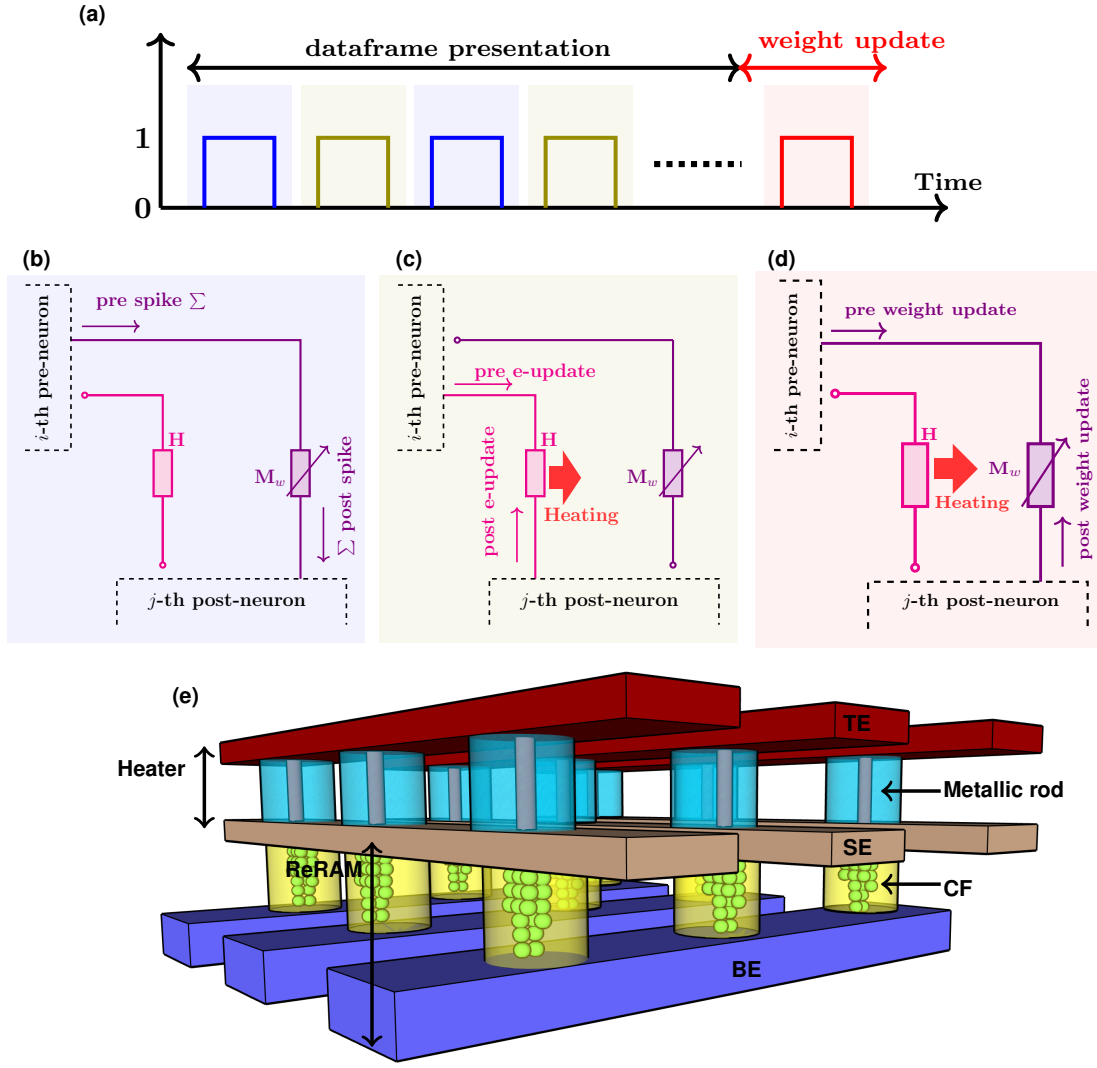 (a)
dataframe presentation
weight update
1
0
Time
(b)
i-th pre-neuron
pre spike ∑
H
M_w
∑ post spike
j-th post-neuron
(c)
i-th pre-neuron
pre e-update
H
M_w
post e-update
Heating
j-th post-neuron
(d)
i-th pre-neuron
pre weight update
H
M_w
Heating
post weight update
j-th post-neuron
(e)
TE
Heater
Metallic rod
SE
ReRAM
CF
BE